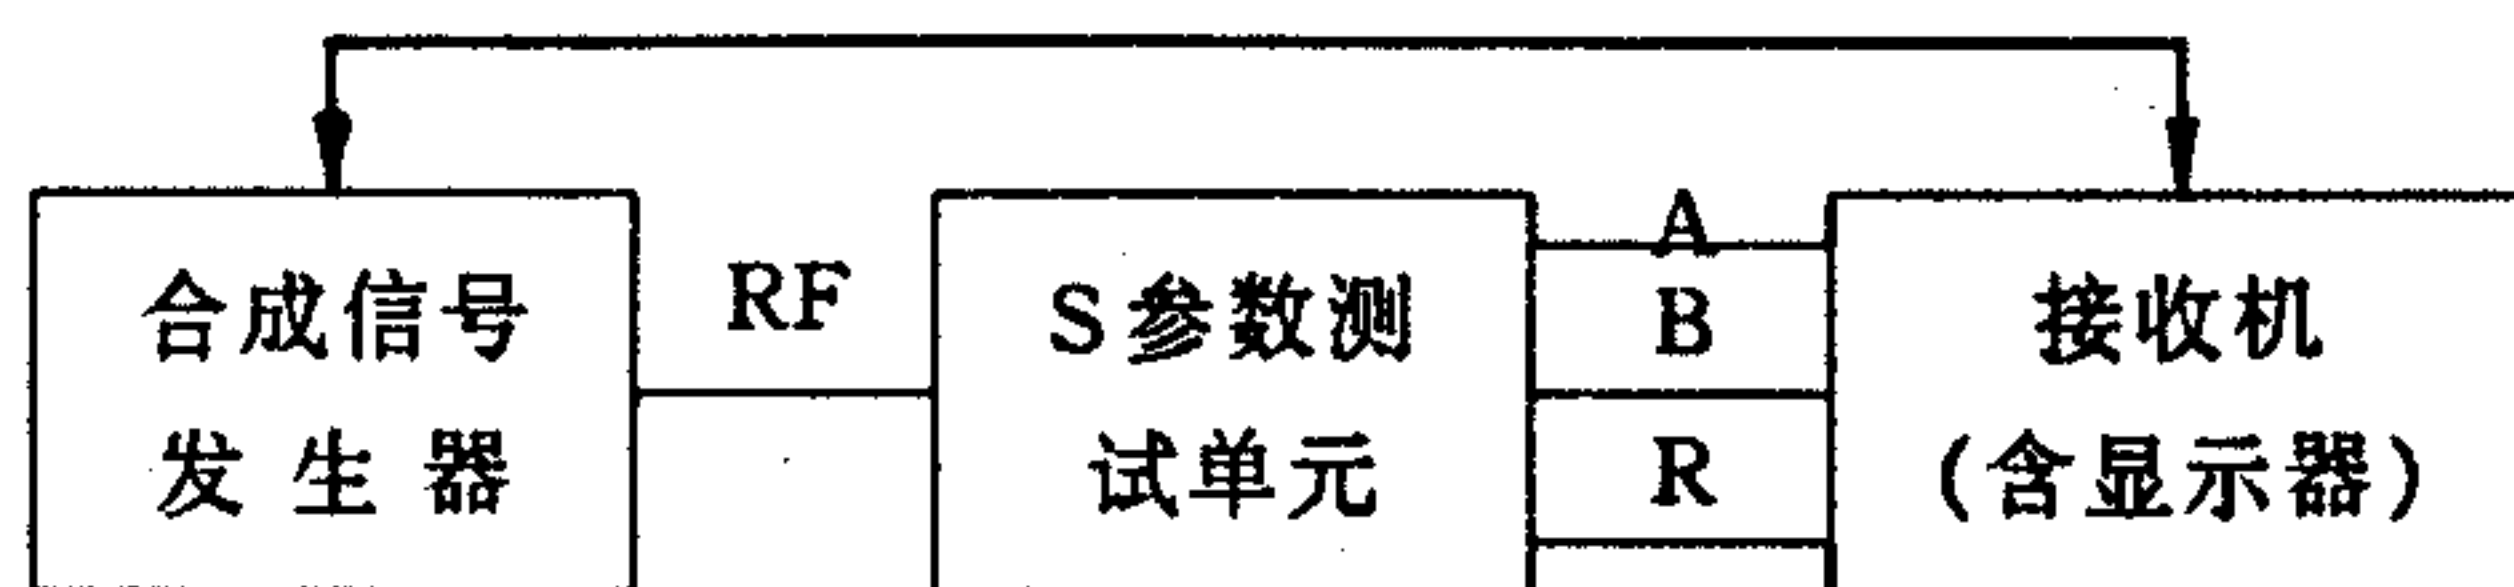 合成信号
发生器
RF
S参数测
试单元
A
B
R
接收机
(含显示器)